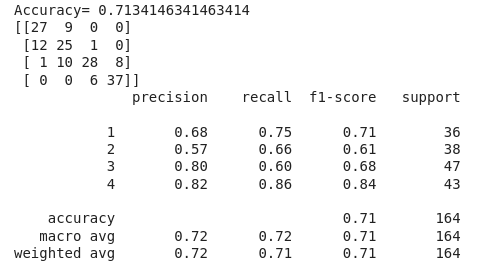 Accuracy= 0.7134146341463414
[[27  9  0  0]
 [12 25  1  0]
 [ 1 10 28  8]
 [ 0  0  6 37]]
              precision    recall  f1-score   support

           1       0.68      0.75      0.71        36
           2       0.57      0.66      0.61        38
           3       0.80      0.60      0.68        47
           4       0.82      0.86      0.84        43

    accuracy                           0.71       164
   macro avg       0.72      0.72      0.71       164
weighted avg       0.72      0.71      0.71       164